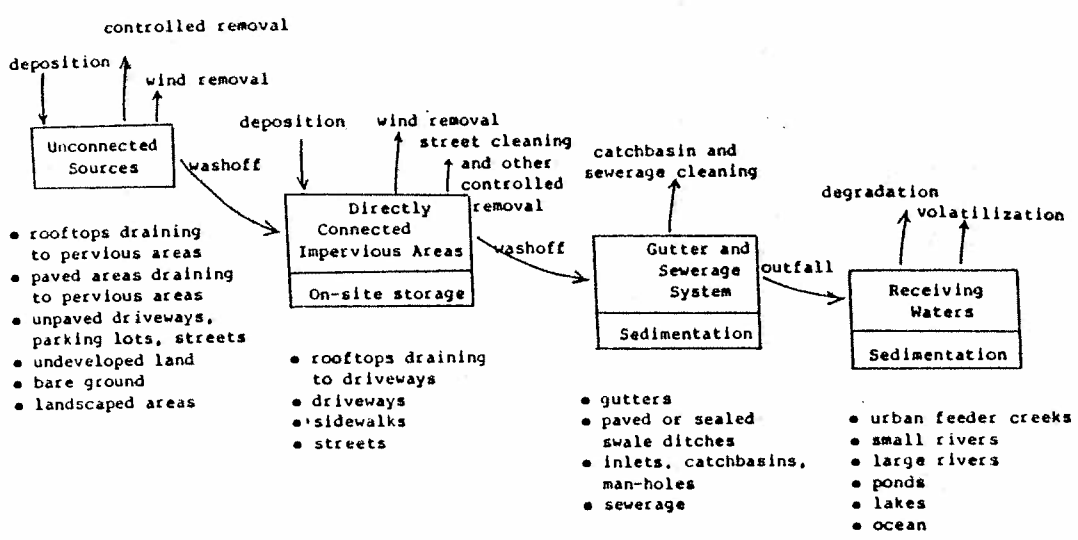 controlled removal
deposition
wind removal
Unconnected
Sources
washoff
• rooftops draining
to pervious areas
• paved areas draining
to pervious areas
• unpaved driveways,
parking lots, streets
• undeveloped land
• bare ground
• landscaped areas
deposition
wind removal
street cleaning
and other
controlled
removal
Directly
Connected
Impervious Areas
On-site storage
washoff
• rooftops draining
to driveways
• driveways
• sidewalks
• streets
catchbasin and
sewerage cleaning
Gutter and
Sewerage
System
Sedimentation
outfall
• gutters
• paved or sealed
swale ditches
• inlets, catchbasins,
man-holes
• sewerage
degradation
volatilization
Receiving
Waters
Sedimentation
• urban feeder creeks
• small rivers
• large rivers
• ponds
• lakes
• ocean